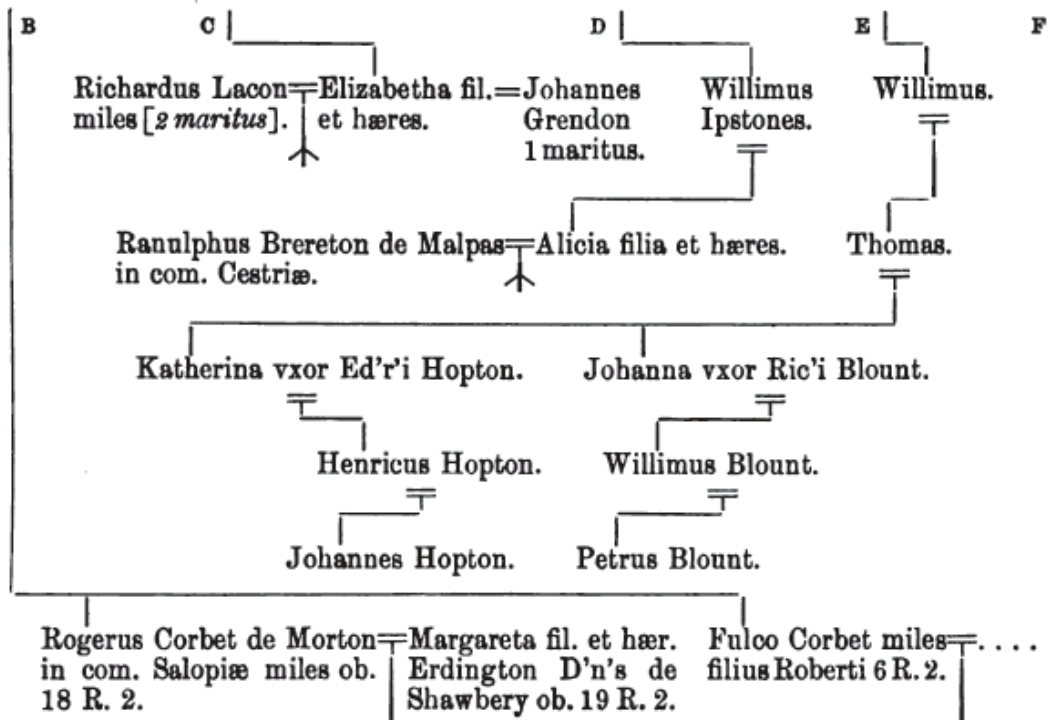 B C D E F
Richardus Lacon Elizabetha fil. Johannes Willimus Willimus.
miles [2 maritus]. et hæres. Grendon Ipstones.
1 maritus.
Ranulphus Brereton de Malpas Alicia filia et hæres. Thomas.
in com. Cestriæ.
Katherina vxor Ed'r'i Hopton. Johanna vxor Ric'i Blount.
Henricus Hopton. Willimus Blount.
Johannes Hopton. Petrus Blount.
Rogerus Corbet de Morton Margareta fil. et hær. Fulco Corbet miles ....
in com. Salopiæ miles ob. Erdington D'n's de filius Roberti 6 R. 2.
18 R. 2. Shawbery ob. 19 R. 2.